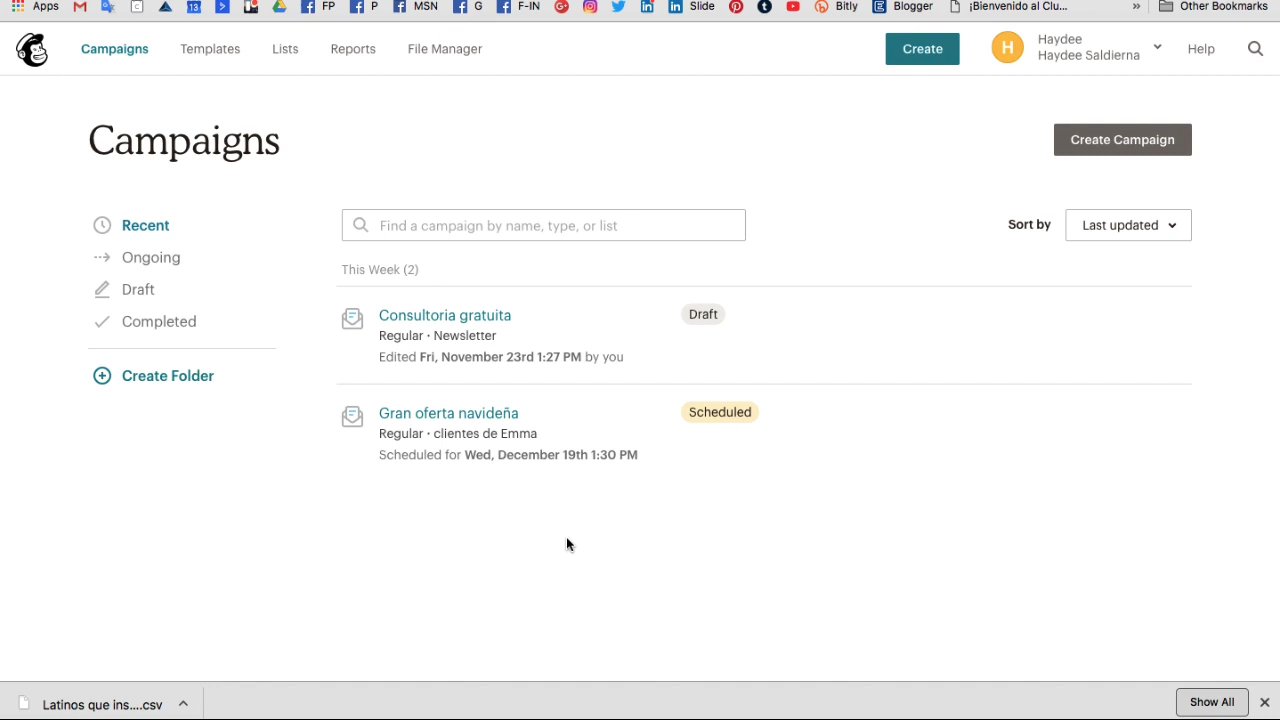 Apps 13 FP P MSN G F-IN Slide Bitly Blogger ¡Bienvenido al Clu... » Other Bookmarks
Campaigns Templates Lists Reports File Manager Create H Haydee Help
Haydee Saldierna
Campaigns
Create Campaign
Recent
Find a campaign by name, type, or list
Sort by Last updated
Ongoing
This Week (2)
Draft
Completed
Create Folder
Consultoria gratuita Draft
Regular · Newsletter
Edited Fri, November 23rd 1:27 PM by you
Gran oferta navideña Scheduled
Regular · clientes de Emma
Scheduled for Wed, December 19th 1:30 PM
Latinos que ins....csv Show All